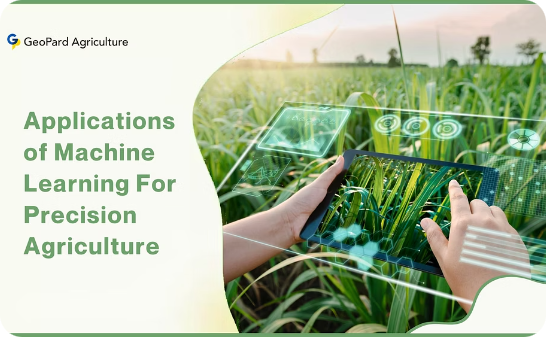 GeoPard Agriculture
Applications
of Machine
Learning For
Precision
Agriculture